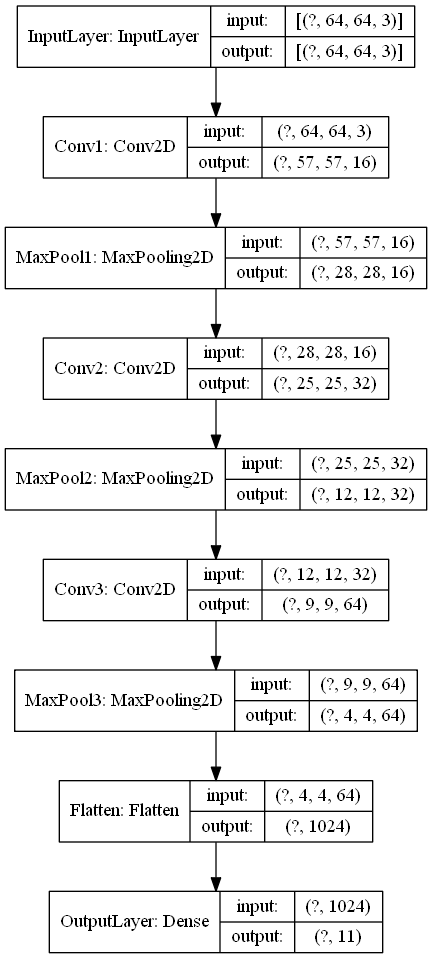 InputLayer: InputLayer
input: [(?, 64, 64, 3)]
output: [(?, 64, 64, 3)]
Conv1: Conv2D
input: (?, 64, 64, 3)
output: (?, 57, 57, 16)
MaxPool1: MaxPooling2D
input: (?, 57, 57, 16)
output: (?, 28, 28, 16)
Conv2: Conv2D
input: (?, 28, 28, 16)
output: (?, 25, 25, 32)
MaxPool2: MaxPooling2D
input: (?, 25, 25, 32)
output: (?, 12, 12, 32)
Conv3: Conv2D
input: (?, 12, 12, 32)
output: (?, 9, 9, 64)
MaxPool3: MaxPooling2D
input: (?, 9, 9, 64)
output: (?, 4, 4, 64)
Flatten: Flatten
input: (?, 4, 4, 64)
output: (?, 1024)
OutputLayer: Dense
input: (?, 1024)
output: (?, 11)